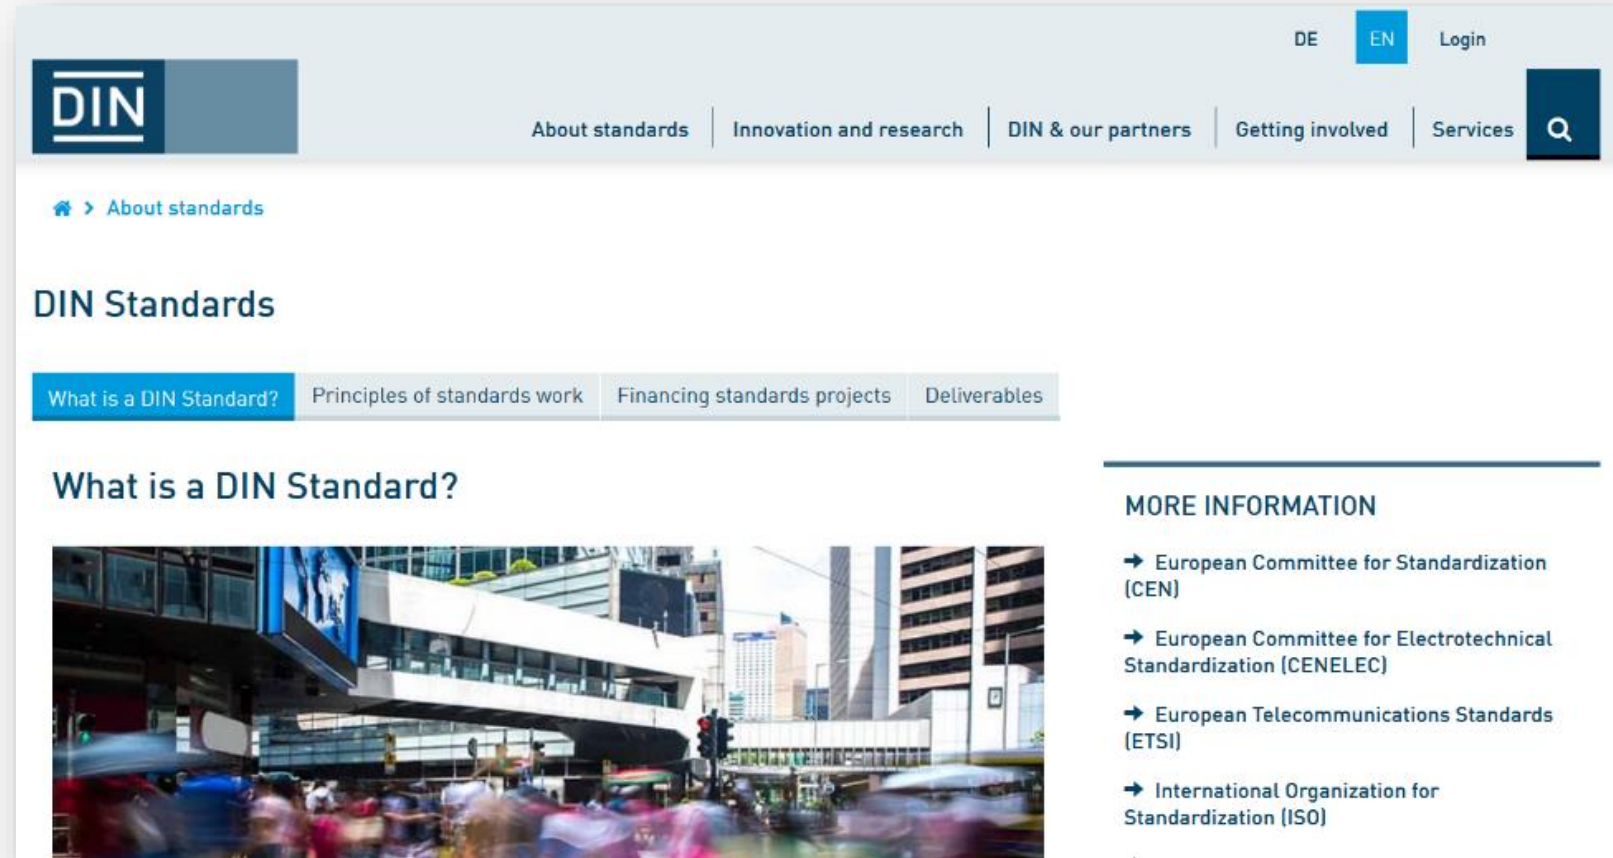 DE EN Login
DIN
About standards Innovation and research DIN & our partners Getting involved Services
About standards
DIN Standards
What is a DIN Standard? Principles of standards work Financing standards projects Deliverables
What is a DIN Standard?
MORE INFORMATION
European Committee for Standardization
(CEN)
European Committee for Electrotechnical
Standardization (CENELEC)
European Telecommunications Standards
(ETSI)
International Organization for
Standardization (ISO)